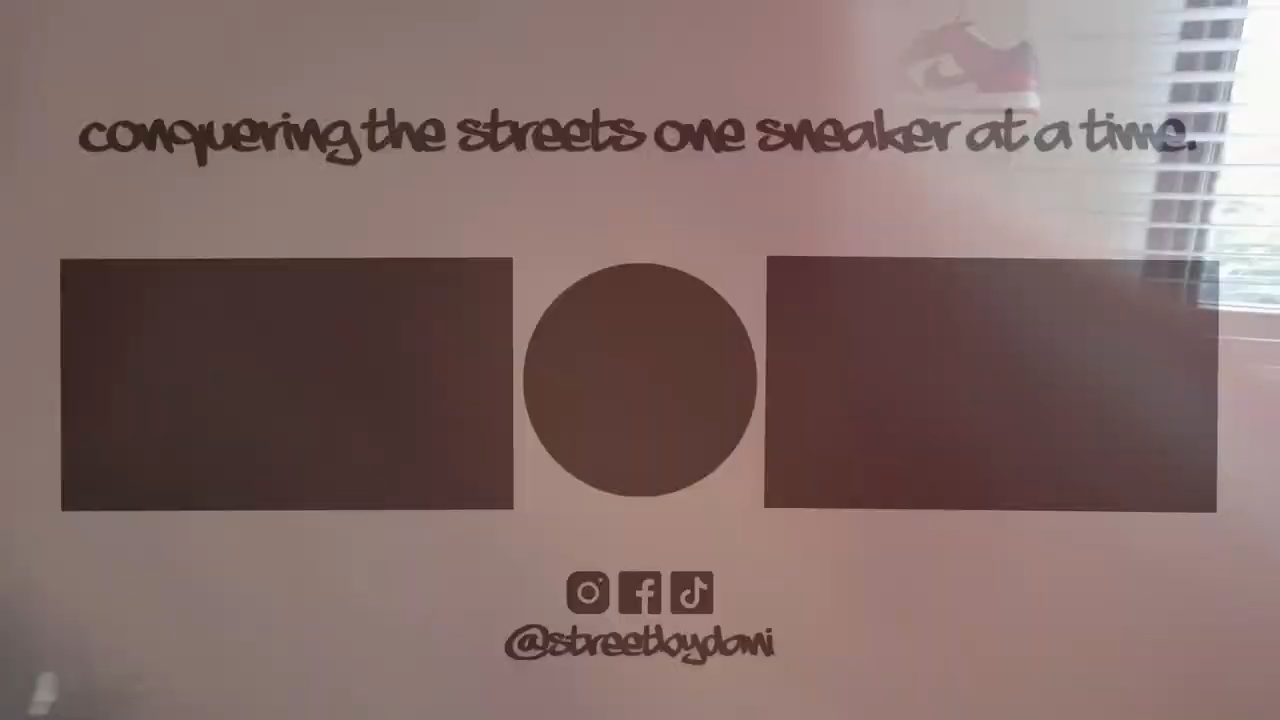 conquering the streets one sneaker at a time.
@streetbydani